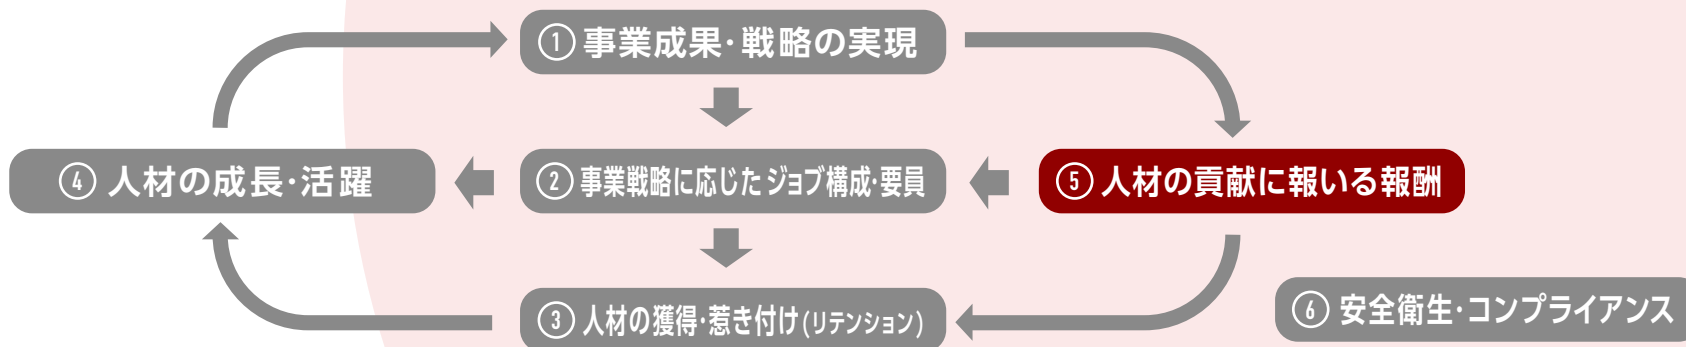 ① 事業成果・戦略の実現
④ 人材の成長・活躍
② 事業戦略に応じた ジョブ構成・要員
⑤ 人材の貢献に報いる報酬
③ 人材の獲得・惹き付け(リテンション)
⑥ 安全衛生・コンプライアンス